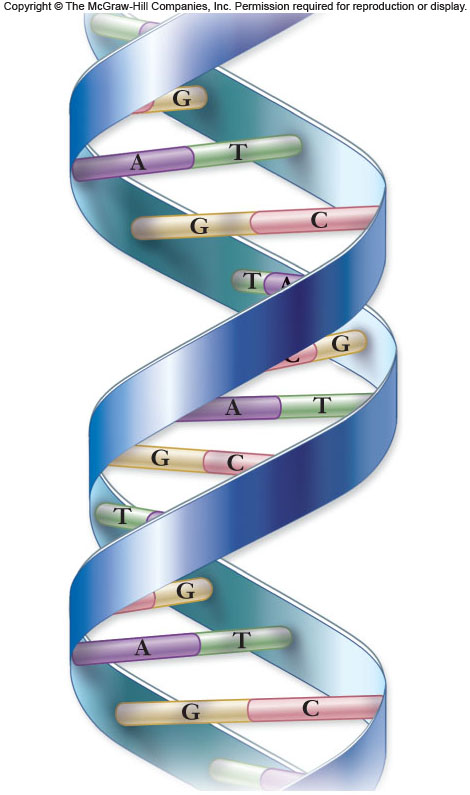 Copyright © The McGraw-Hill Companies, Inc. Permission required for reproduction or display.
G
A T
G C
T A
C G
A T
G C
T
G
A T
G C